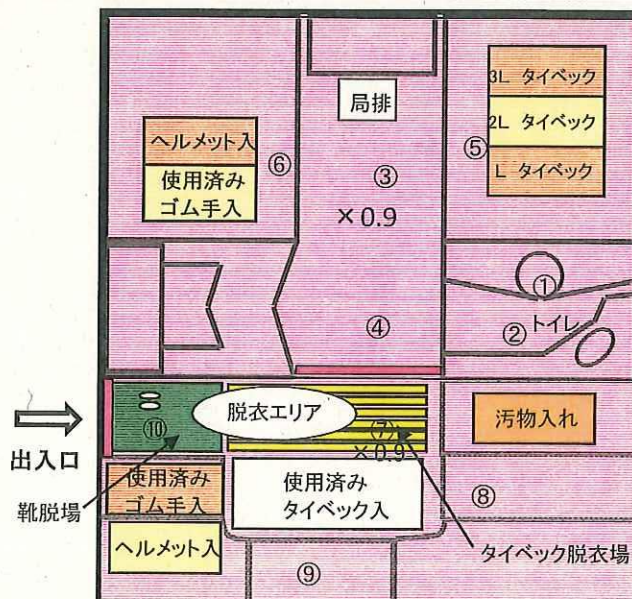 局排
3L タイベック
2L タイベック
L タイベック
ヘルメット入
使用済み
ゴム手入
⑥
③
⑤
×0.9
①
②
トイレ
④
出入口
⑩
脱衣エリア
⑦
×0.9
汚物入れ
靴脱場
使用済み
ゴム手入
使用済み
タイベック入
⑧
ヘルメット入
⑨
タイベック脱衣場